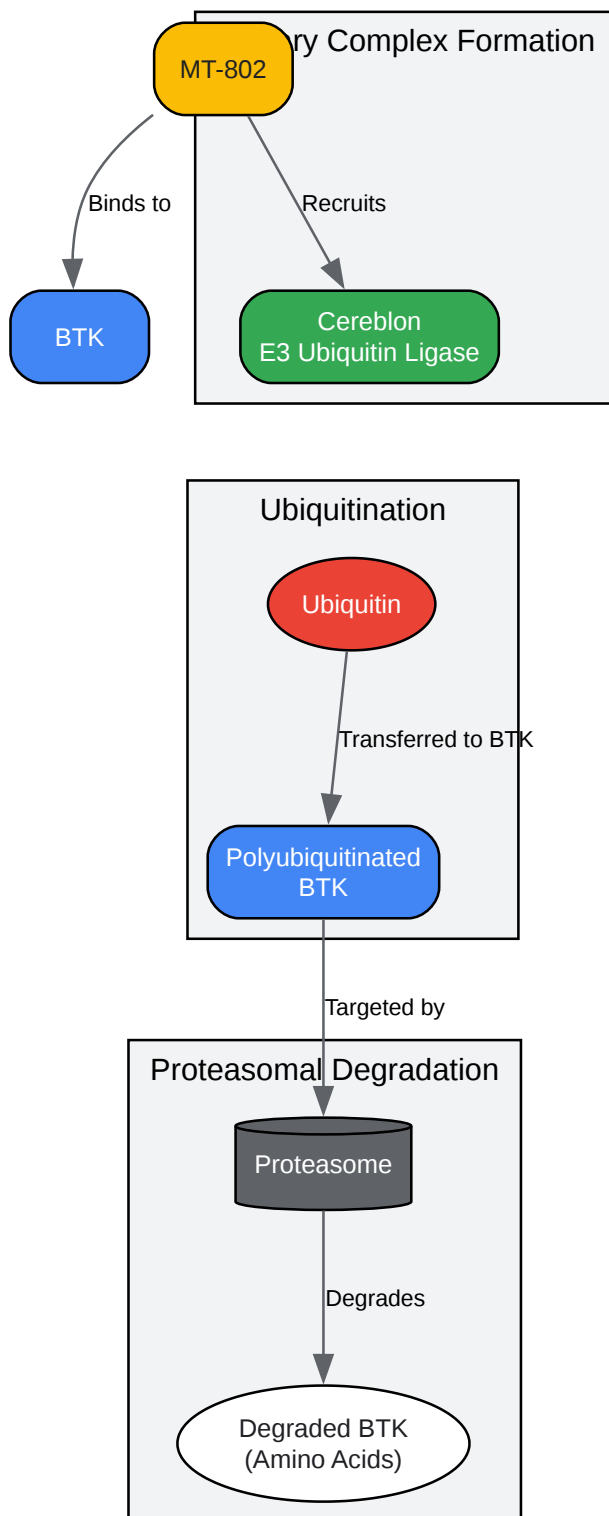 ry Complex Formation
MT-802
Binds to
Recruits
BTK
Cereblon
E3 Ubiquitin Ligase
Ubiquitination
Ubiquitin
Transferred to BTK
Polyubiquitinated
BTK
Targeted by
Proteasomal Degradation
Proteasome
Degrades
Degraded BTK
(Amino Acids)